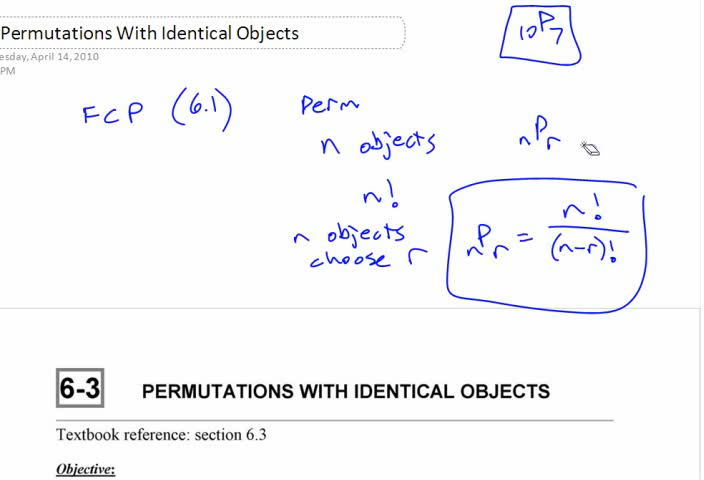 Permutations With Identical Objects
esday, April 14, 2010
PM
10P7
FCP (6.1)
Perm
n objects
nPr
n!
n objects
choose r
nPr = n!/(n-r)!
6-3 PERMUTATIONS WITH IDENTICAL OBJECTS
Textbook reference: section 6.3
Objective: